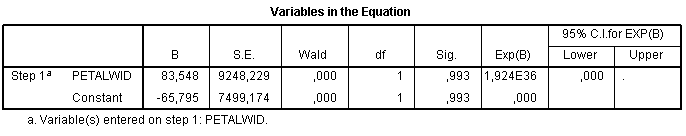 Variables in the Equation
95% C.I.for EXP(B)
B S.E. Wald df Sig. Exp(B) Lower Upper
Step 1a PETALWID 83,548 9248,229 ,000 1 ,993 1,924E36 ,000 .
Constant -65,795 7499,174 ,000 1 ,993 ,000
a. Variable(s) entered on step 1: PETALWID.